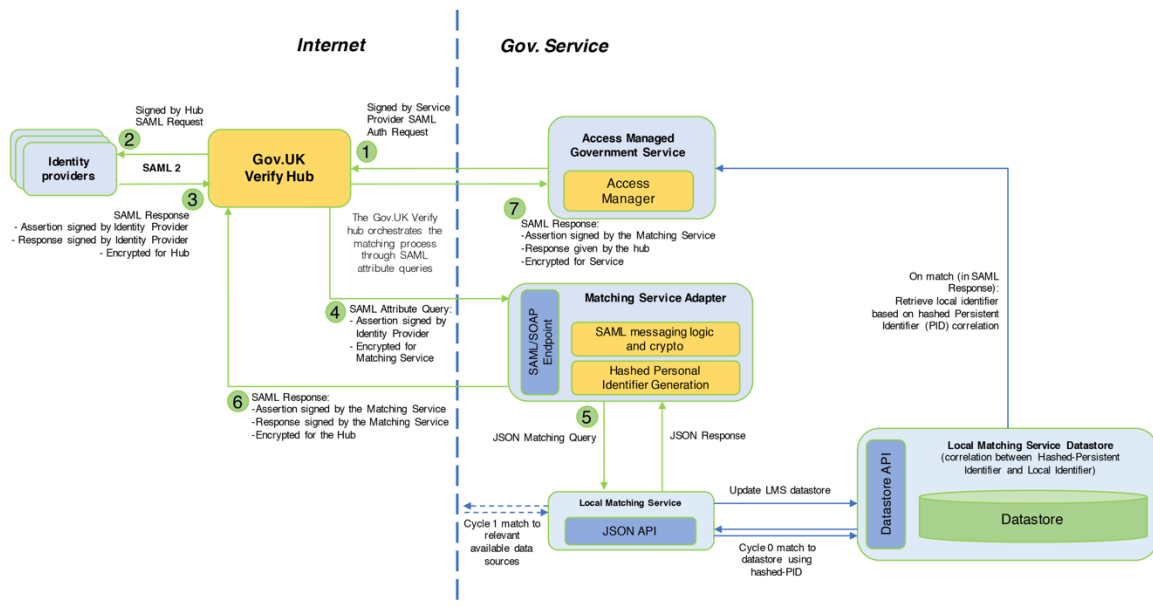 Internet
Gov. Service
Signed by Hub
SAML Request
2
Identity
providers
SAML 2
3
SAML Response
- Assertion signed by Identity Provider
- Response signed by Identity Provider
- Encrypted for Hub
Gov.UK
Verify Hub
Signed by Service
Provider SAML
Auth Request
1
The Gov.UK Verify
hub orchestrates the
matching process
through SAML
attribute queries
Access Managed
Government Service
Access
Manager
7
SAML Response:
-Assertion signed by the Matching Service
-Response given by the hub
-Encrypted for Service
On match (in SAML
Response):
Retrieve local identifier
based on hashed Persistent
Identifier (PID) correlation
4
SAML Attribute Query:
- Assertion signed by
Identity Provider
- Encrypted for
Matching Service
Matching Service Adapter
SAML/SOAP
Endpoint
SAML messaging logic
and crypto
Hashed Personal
Identifier Generation
6
SAML Response:
-Assertion signed by the Matching Service
-Response signed by the Matching Service
-Encrypted for the Hub
5
JSON Matching Query
JSON Response
Local Matching Service
JSON API
Cycle 1 match to
relevant
available data
sources
Update LMS datastore
Cycle 0 match to
datastore using
hashed-PID
Local Matching Service Datastore
(correlation between Hashed-Persistent
Identifier and Local Identifier)
Datastore API
Datastore